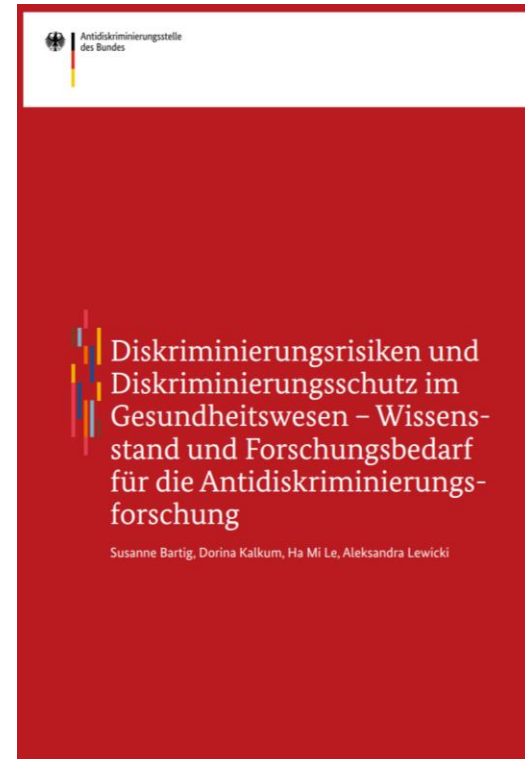 Antidiskriminierungsstelle
des Bundes
Diskriminierungsrisiken und
Diskriminierungsschutz im
Gesundheitswesen – Wissens-
stand und Forschungsbedarf
für die Antidiskriminierungs-
forschung
Susanne Bartig, Dorina Kalkum, Ha Mi Le, Aleksandra Lewicki